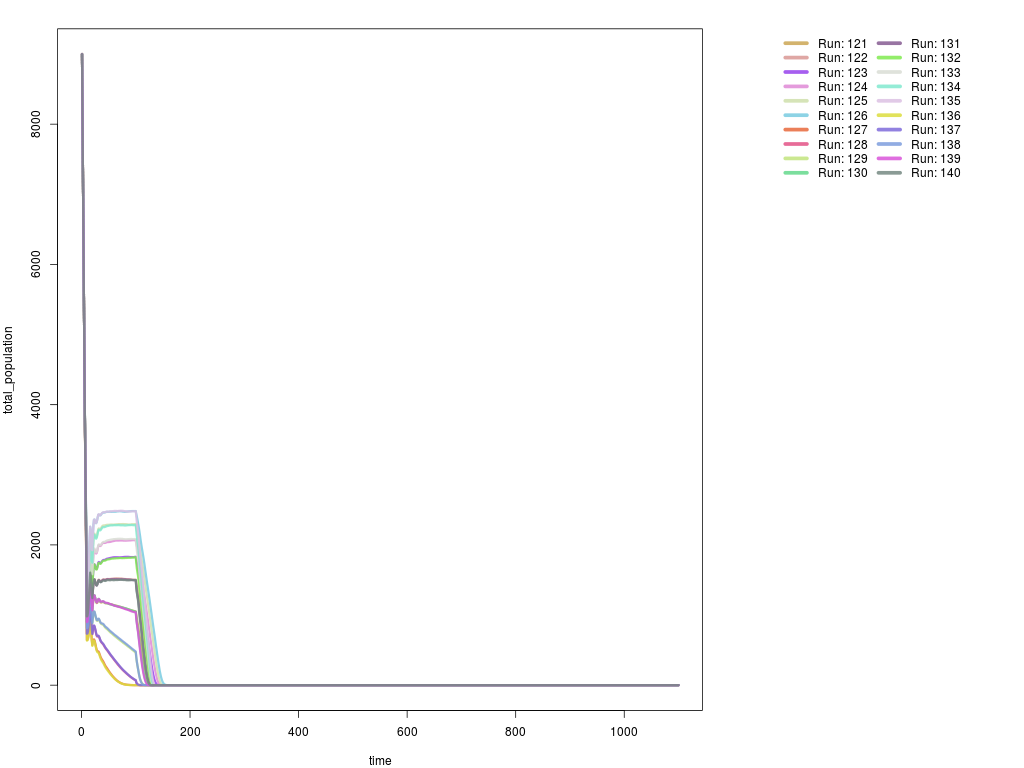 total_population
8000
6000
4000
2000
0
0
200
400
600
800
1000
time
Run: 121
Run: 122
Run: 123
Run: 124
Run: 125
Run: 126
Run: 127
Run: 128
Run: 129
Run: 130
Run: 131
Run: 132
Run: 133
Run: 134
Run: 135
Run: 136
Run: 137
Run: 138
Run: 139
Run: 140